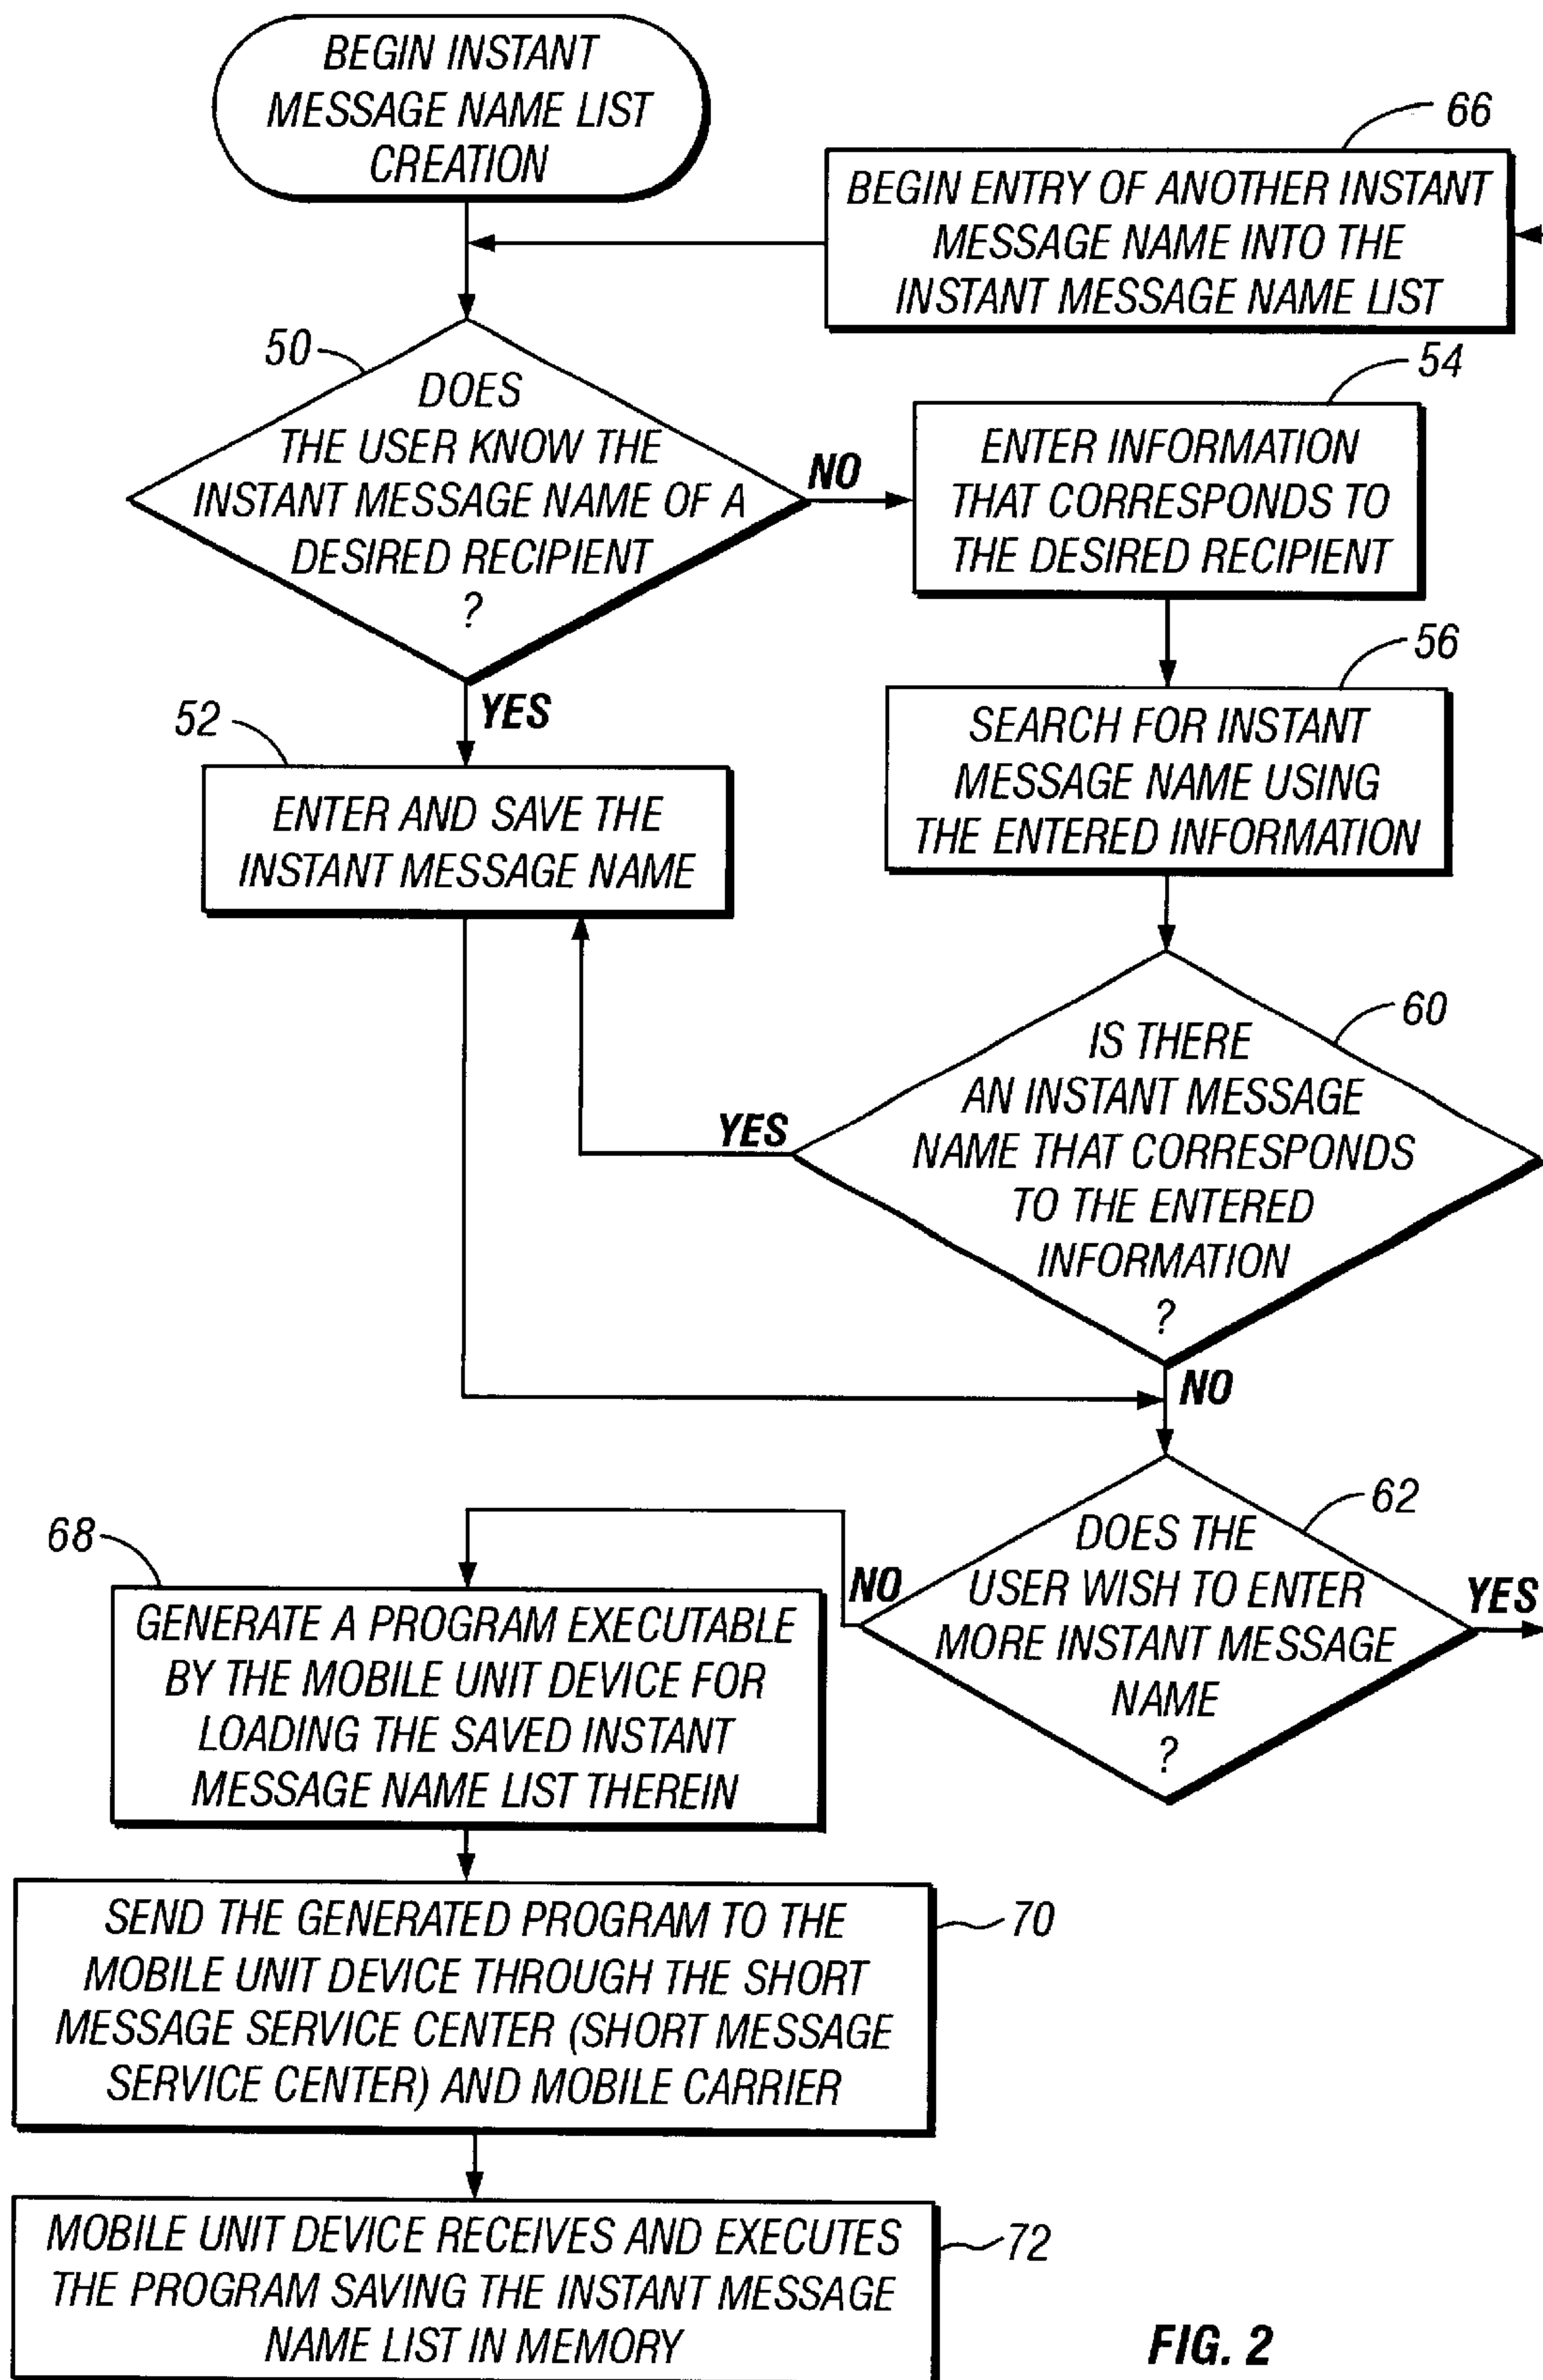 BEGIN INSTANT
MESSAGE NAME LIST
CREATION
66
BEGIN ENTRY OF ANOTHER INSTANT
MESSAGE NAME INTO THE
INSTANT MESSAGE NAME LIST
50
DOES
THE USER KNOW THE
INSTANT MESSAGE NAME OF A
DESIRED RECIPIENT
?
NO
54
ENTER INFORMATION
THAT CORRESPONDS TO
THE DESIRED RECIPIENT
YES
52
ENTER AND SAVE THE
INSTANT MESSAGE NAME
56
SEARCH FOR INSTANT
MESSAGE NAME USING
THE ENTERED INFORMATION
60
IS THERE
AN INSTANT MESSAGE
NAME THAT CORRESPONDS
TO THE ENTERED
INFORMATION
?
YES
NO
62
DOES THE
USER WISH TO ENTER
MORE INSTANT MESSAGE
NAME
?
NO
YES
68
GENERATE A PROGRAM EXECUTABLE
BY THE MOBILE UNIT DEVICE FOR
LOADING THE SAVED INSTANT
MESSAGE NAME LIST THEREIN
SEND THE GENERATED PROGRAM TO THE
MOBILE UNIT DEVICE THROUGH THE SHORT
MESSAGE SERVICE CENTER (SHORT MESSAGE
SERVICE CENTER) AND MOBILE CARRIER
70
MOBILE UNIT DEVICE RECEIVES AND EXECUTES
THE PROGRAM SAVING THE INSTANT MESSAGE
NAME LIST IN MEMORY
72
FIG. 2